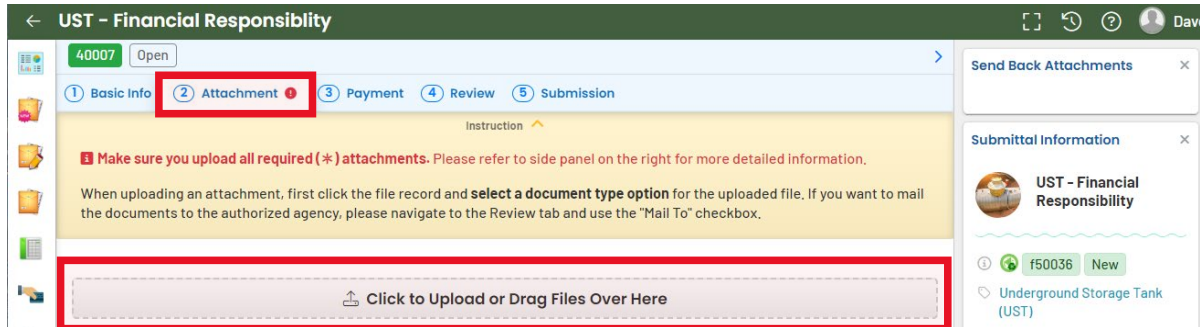 UST - Financial Responsiblity
Dav
40007 Open
1 Basic Info 2 Attachment 3 Payment 4 Review 5 Submission
Instruction
Make sure you upload all required (*) attachments. Please refer to side panel on the right for more detailed information.
When uploading an attachment, first click the file record and select a document type option for the uploaded file. If you want to mail
the documents to the authorized agency, please navigate to the Review tab and use the "Mail To" checkbox.
Click to Upload or Drag Files Over Here
Send Back Attachments
Submittal Information
UST - Financial
Responsibility
f50036 New
Underground Storage Tank
(UST)